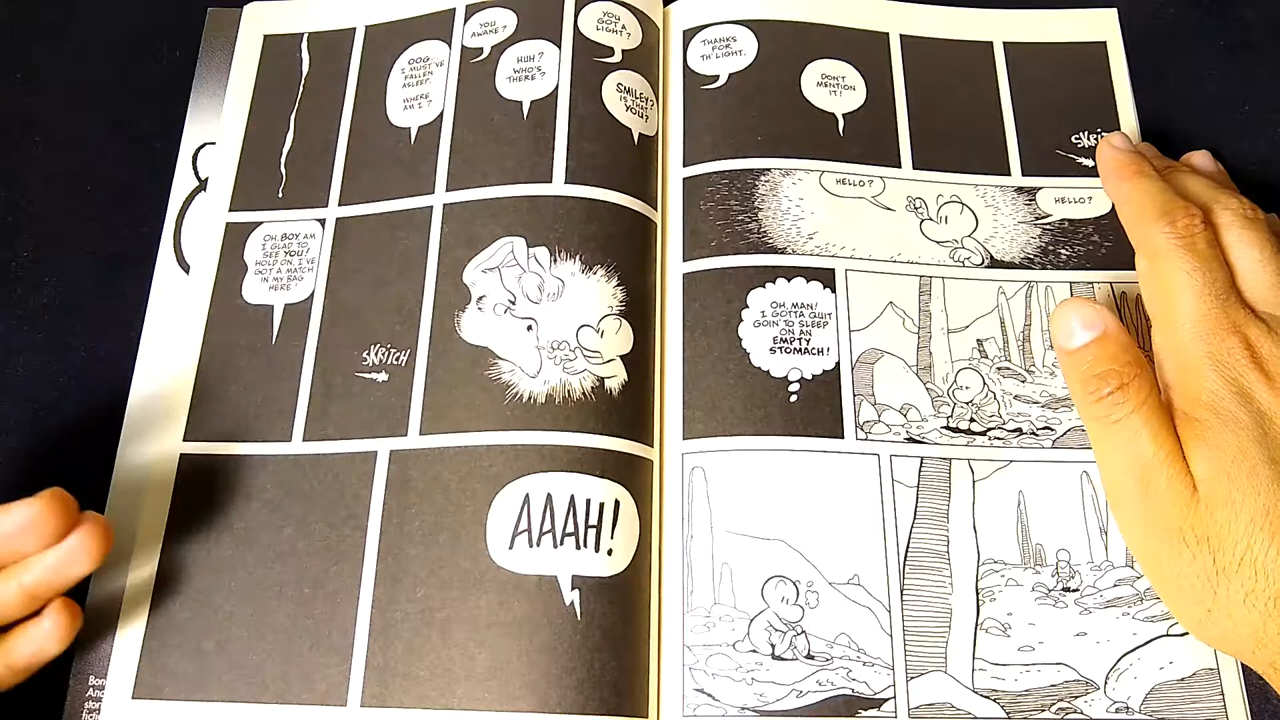 OOG.
I MUST'VE
FALLEN
ASLEEP.
WHERE
AM I?
YOU
AWAKE?
HUH?
WHO'S
THERE?
YOU
GOT A
LIGHT?
SMILEY?
IS THAT
YOU?
OH, BOY, AM
I GLAD TO
SEE YOU!
HOLD ON, I'VE
GOT A MATCH
IN MY BAG
HERE!
SKRITCH
AAAH!
THANKS
FOR
TH' LIGHT.
DON'T
MENTION
IT!
HELLO?
HELLO?
OH, MAN!
I GOTTA QUIT
GOIN' TO SLEEP
ON AN
EMPTY
STOMACH!